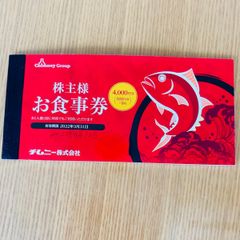 Chimney Group
株主様
お食事券
4,000円分
有効期限 2022年3月31日
チムニー株式会社